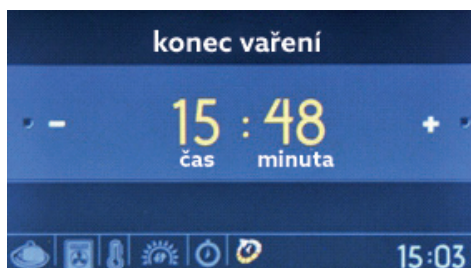 konec vaření
- 15 : 48 +
čas minuta
15:03